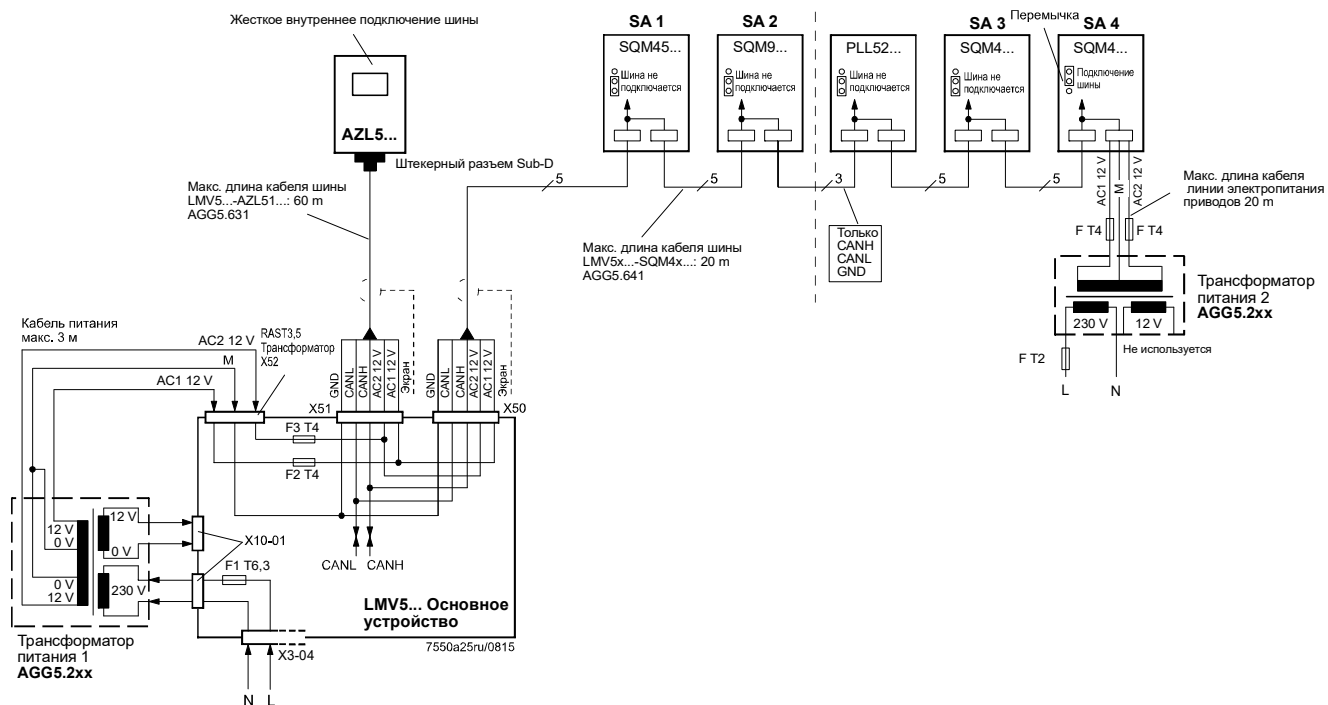 Жесткое внутреннее подключение шины
AZL5...
Штекерный разъем Sub-D
Макс. длина кабеля шины
LMV5...-AZL51...: 60 m
AGG5.631
SA 1
SQM45...
Шина не
подключается
SA 2
SQM9...
Шина не
подключается
PLL52...
Шина не
подключается
SA 3
SQM4...
Шина не
подключается
Перемычка
SA 4
SQM4...
Подключение
шины
5
5
3
5
5
Макс. длина кабеля шины
LMV5x...-SQM4x...: 20 m
AGG5.641
Только
CANH
CANL
GND
AC1 12 V
M
AC2 12 V
Макс. длина кабеля
линии электропитания
приводов 20 m
F T4
F T4
Трансформатор
питания 2
AGG5.2xx
230 V
12 V
Не используется
F T2
L
N
Кабель питания
макс. 3 м
AC2 12 V
M
AC1 12 V
RAST3,5
Трансформатор
X52
GND
CANL
CANH
AC2 12 V
AC1 12 V
Экран
GND
CANL
CANH
AC2 12 V
AC1 12 V
Экран
X51
X50
F3 T4
F2 T4
12 V
0 V
0 V
12 V
12 V
0 V
230 V
X10-01
F1 T6,3
CANL
CANH
LMV5... Основное
устройство
7550a25ru/0815
X3-04
N
L
Трансформатор
питания 1
AGG5.2xx